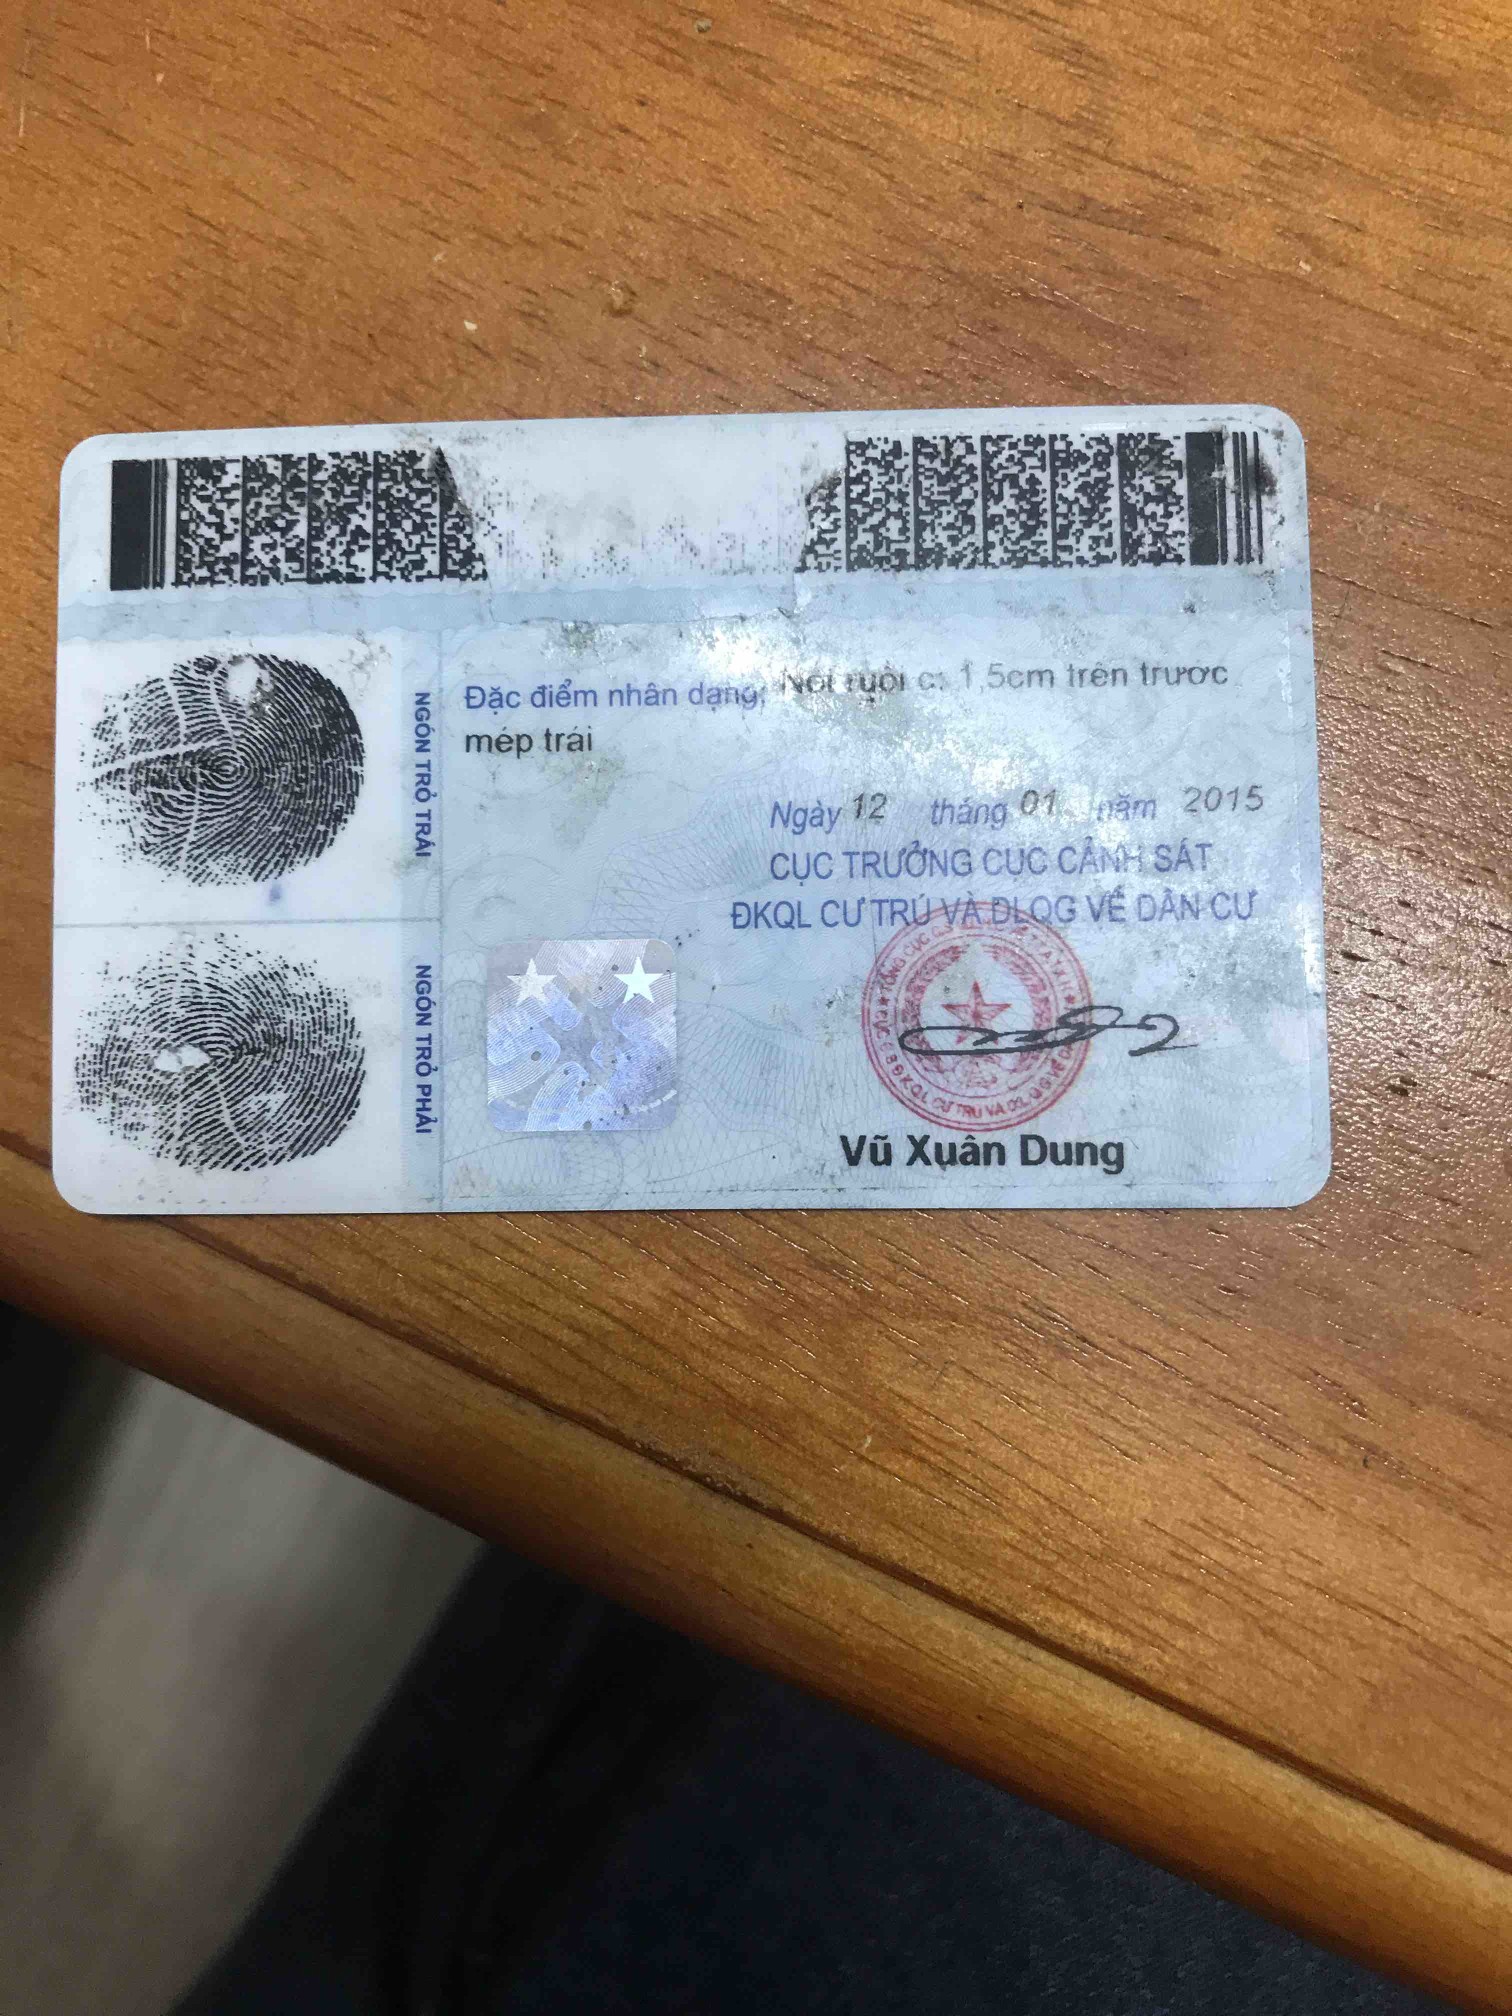 Đặc điểm nhân dạng: Nốt ruồi c: 1,5cm trên trước
mép trái
NGÓN TRỎ TRÁI
Ngày 12 tháng 01 năm 2015
CỤC TRƯỞNG CỤC CẢNH SÁT
ĐKQL CƯ TRÚ VÀ DLQG VỀ DÂN CƯ
NGÓN TRỎ PHẢI
Vũ Xuân Dung